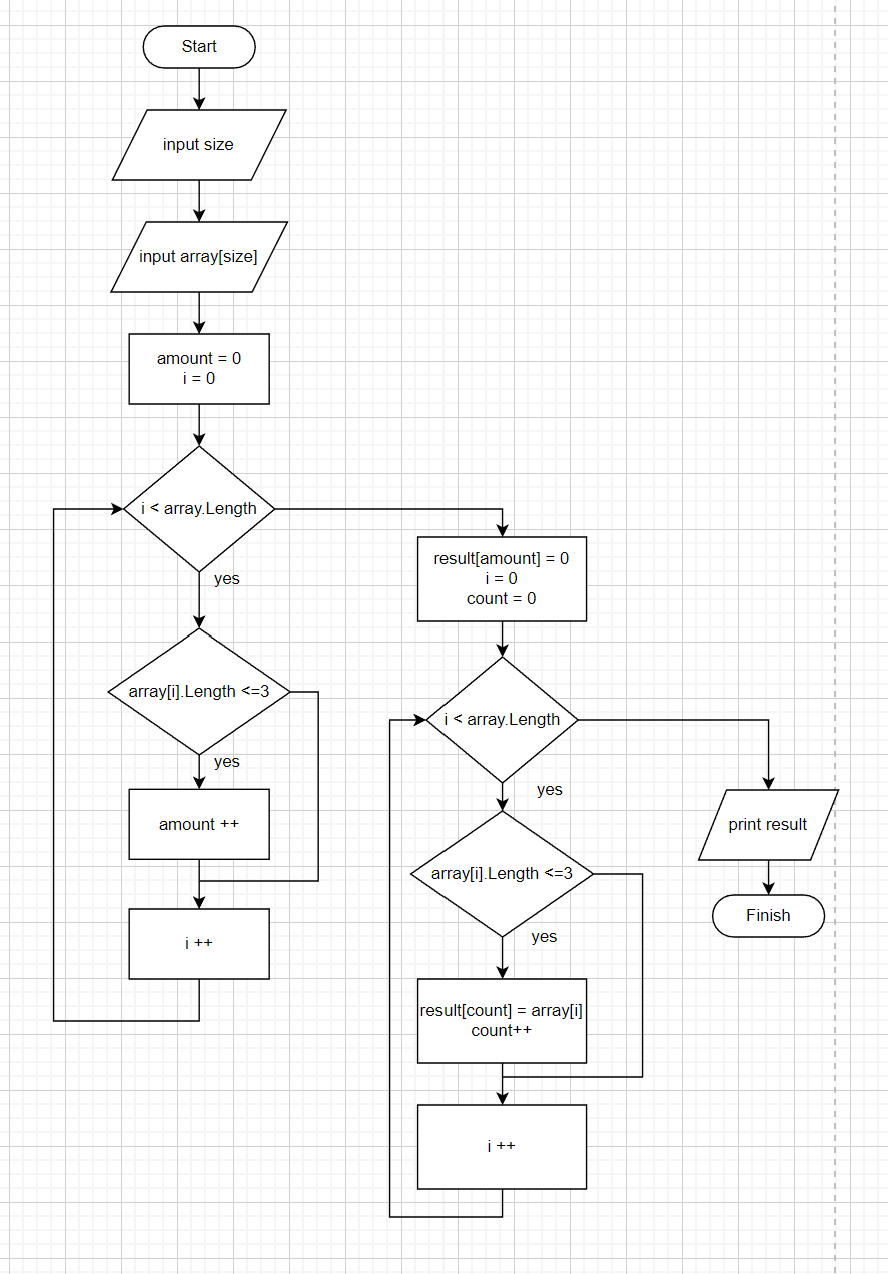 Start
input size
input array[size]
amount = 0
i = 0
i < array.Length
yes
array[i].Length <=3
yes
amount ++
i ++
result[amount] = 0
i = 0
count = 0
i < array.Length
yes
array[i].Length <=3
yes
result[count] = array[i]
count++
i ++
print result
Finish